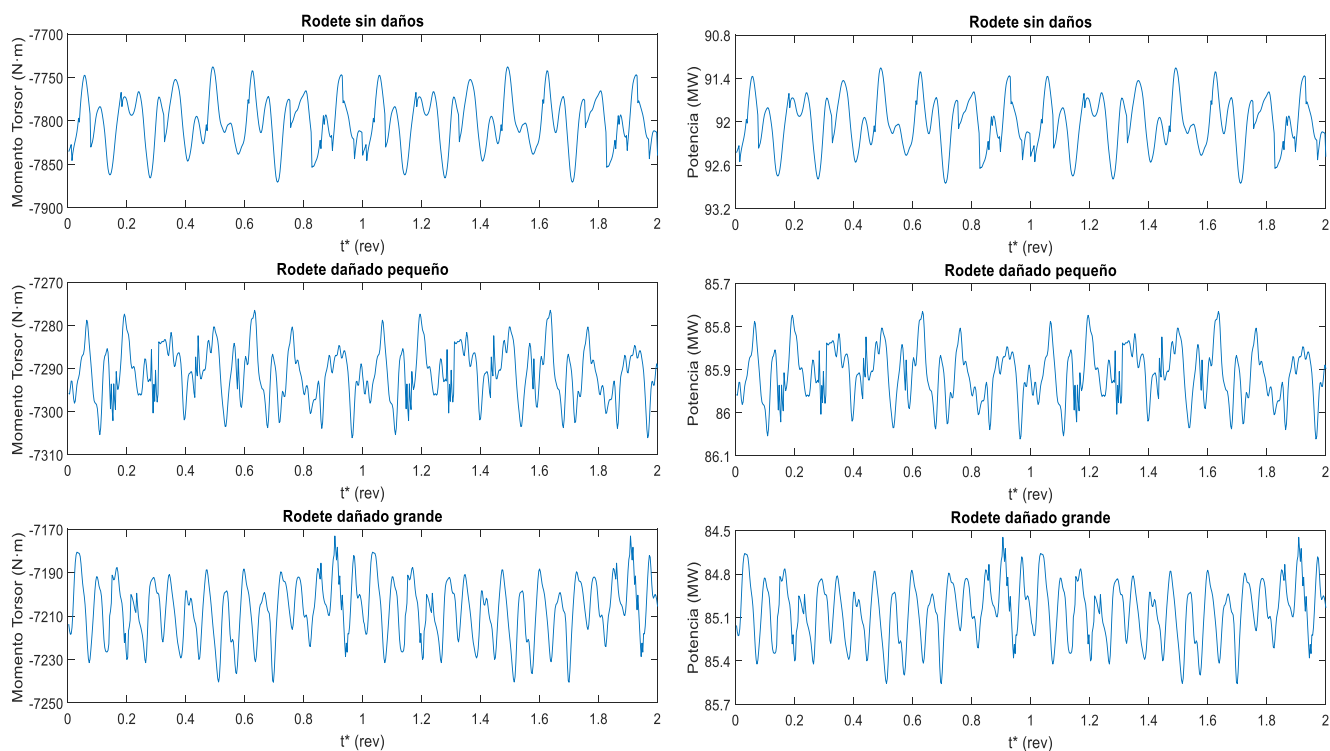 Rodete sin daños
Momento Torsor (N·m)
-7700
-7750
-7800
-7850
-7900
0 0.2 0.4 0.6 0.8 1 1.2 1.4 1.6 1.8 2
t* (rev)
Rodete sin daños
Potencia (MW)
90.8
91.4
92
92.6
93.2
0 0.2 0.4 0.6 0.8 1 1.2 1.4 1.6 1.8 2
t* (rev)
Rodete dañado pequeño
Momento Torsor (N·m)
-7270
-7280
-7290
-7300
-7310
0 0.2 0.4 0.6 0.8 1 1.2 1.4 1.6 1.8 2
t* (rev)
Rodete dañado pequeño
Potencia (MW)
85.7
85.8
85.9
86
86.1
0 0.2 0.4 0.6 0.8 1 1.2 1.4 1.6 1.8 2
t* (rev)
Rodete dañado grande
Momento Torsor (N·m)
-7170
-7190
-7210
-7230
-7250
0 0.2 0.4 0.6 0.8 1 1.2 1.4 1.6 1.8 2
t* (rev)
Rodete dañado grande
Potencia (MW)
84.5
84.8
85.1
85.4
85.7
0 0.2 0.4 0.6 0.8 1 1.2 1.4 1.6 1.8 2
t* (rev)